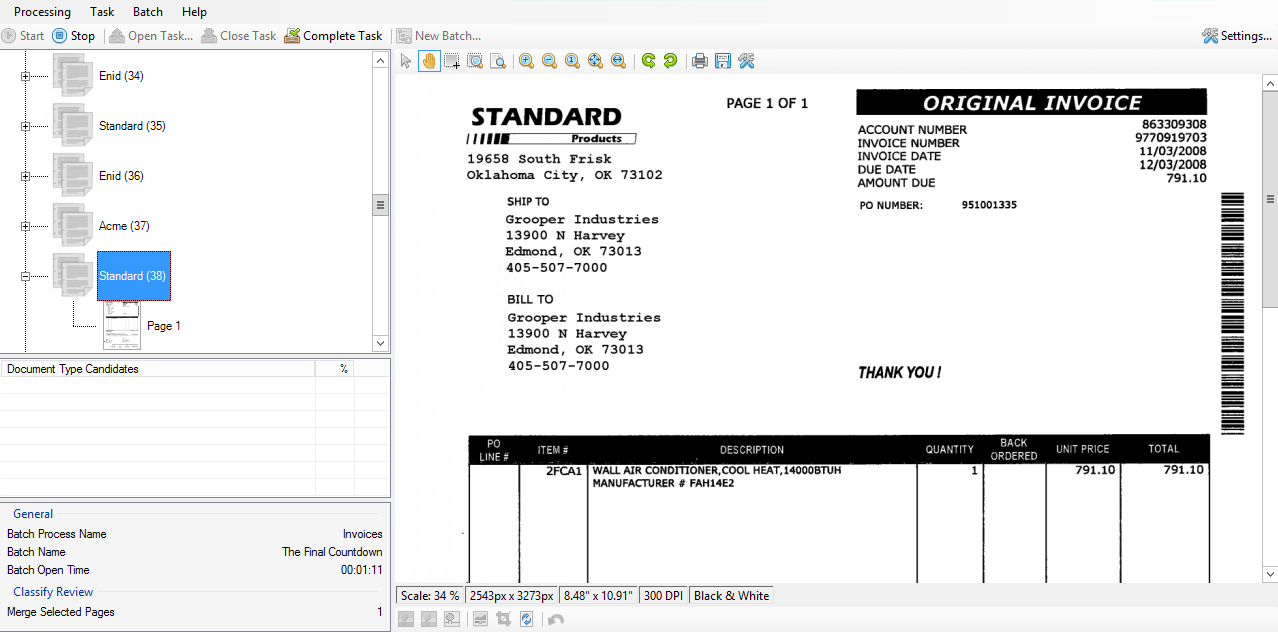 Processing Task Batch Help
Start Stop Open Task... Close Task Complete Task New Batch... Settings...
Enid (34)
Standard (35)
Enid (36)
Acme (37)
Standard (38)
Page 1
Document Type Candidates %
General
Batch Process Name Invoices
Batch Name The Final Countdown
Batch Open Time 00:01:11
Classify Review
Merge Selected Pages 1
STANDARD
Products
19658 South Frisk
Oklahoma City, OK 73102
PAGE 1 OF 1
ORIGINAL INVOICE
ACCOUNT NUMBER 863309308
INVOICE NUMBER 9770919703
INVOICE DATE 11/03/2008
DUE DATE 12/03/2008
AMOUNT DUE 791.10
PO NUMBER: 951001335
SHIP TO
Grooper Industries
13900 N Harvey
Edmond, OK 73013
405-507-7000
BILL TO
Grooper Industries
13900 N Harvey
Edmond, OK 73013
405-507-7000
THANK YOU !
PO LINE # ITEM # DESCRIPTION QUANTITY BACK ORDERED UNIT PRICE TOTAL
2FCA1 WALL AIR CONDITIONER,COOL HEAT,14000BTUH 1 791.10 791.10
MANUFACTURER # FAH14E2
Scale: 34 % 2543px x 3273px 8.48" x 10.91" 300 DPI Black & White